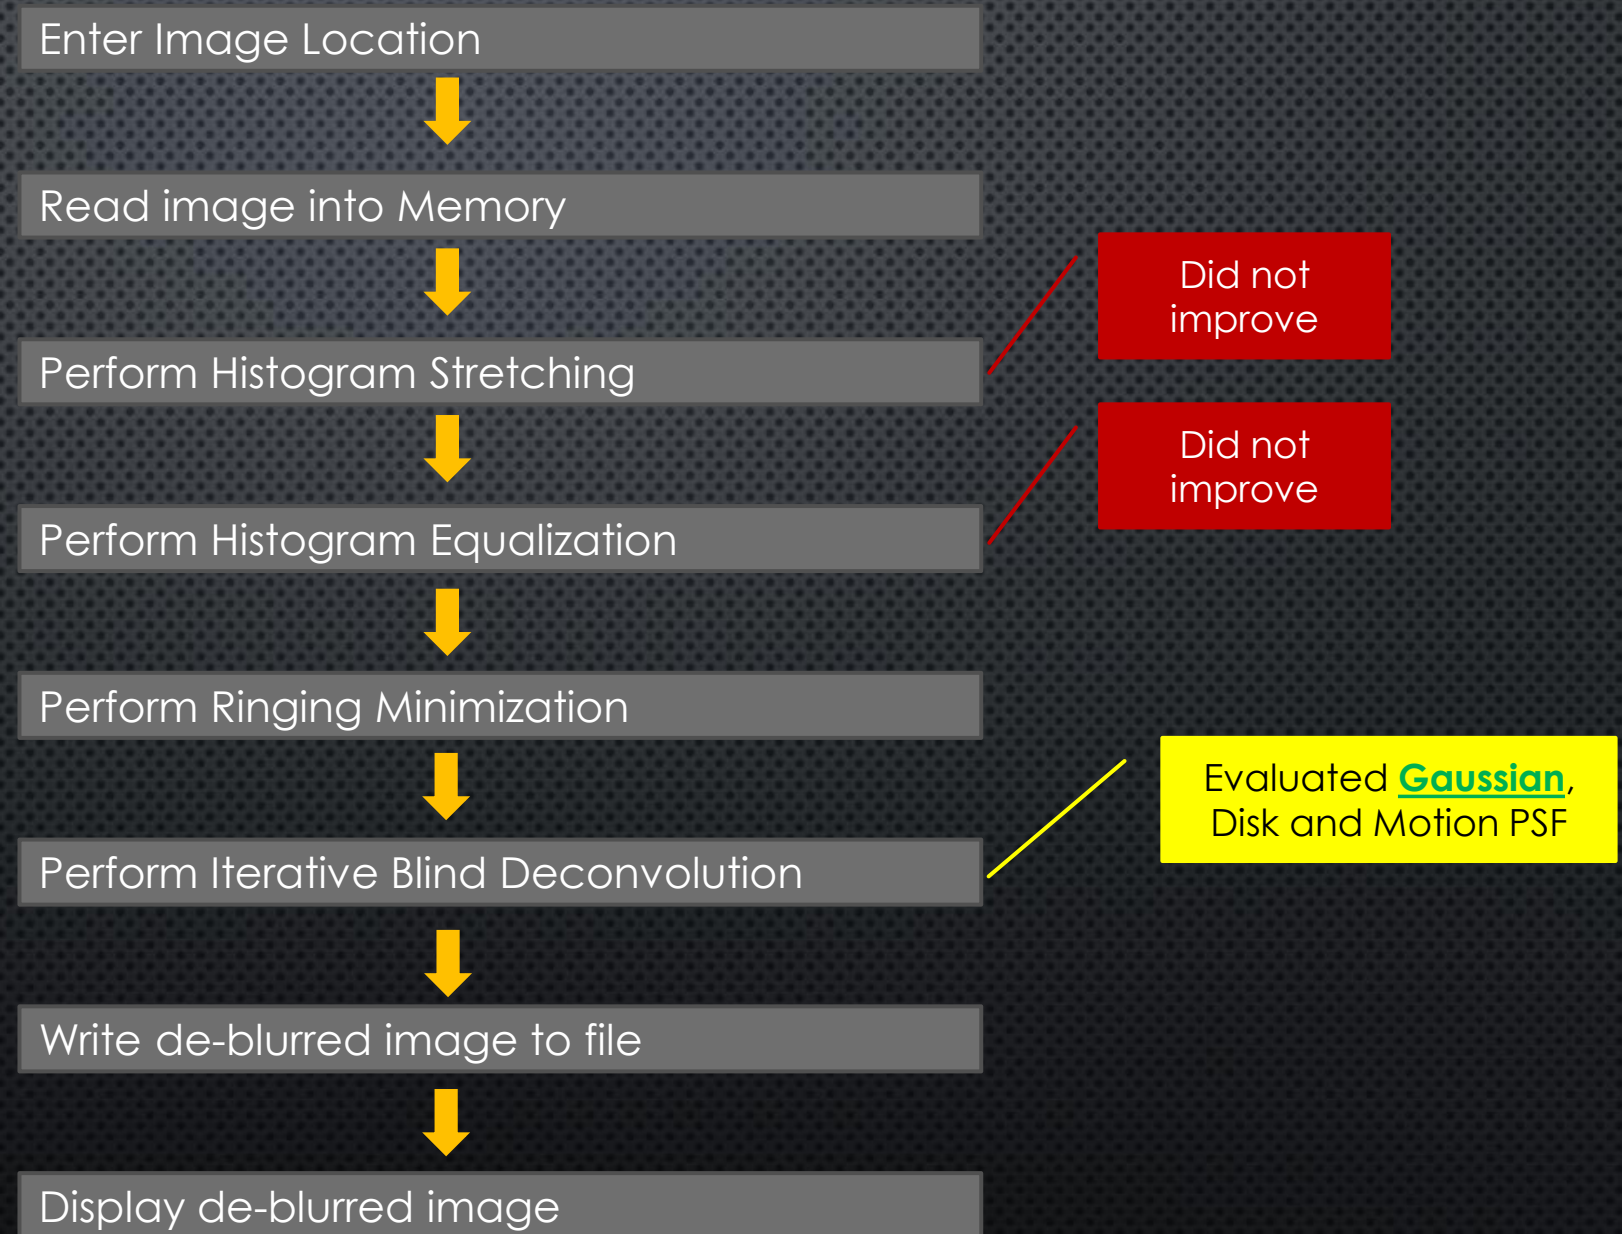 Enter Image Location
Read image into Memory
Did not
improve
Perform Histogram Stretching
Did not
improve
Perform Histogram Equalization
Perform Ringing Minimization
Evaluated Gaussian,
Disk and Motion PSF
Perform Iterative Blind Deconvolution
Write de-blurred image to file
Display de-blurred image